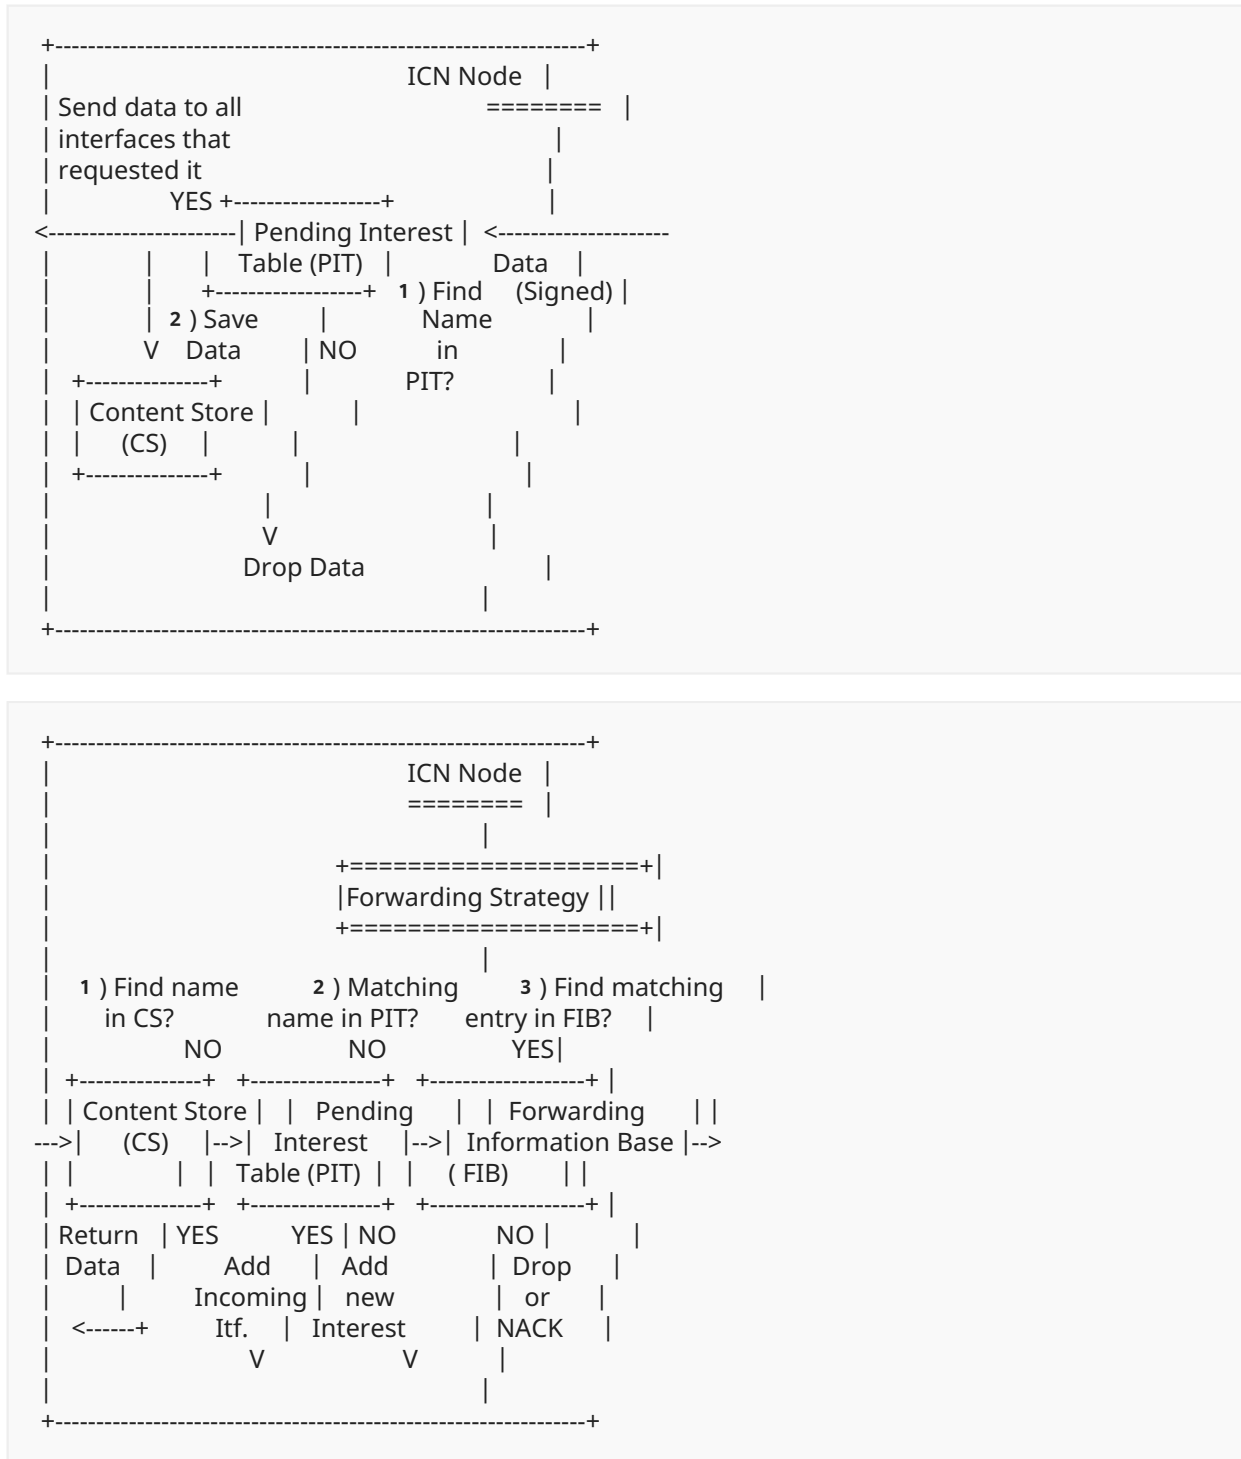 +-----------------------------------------------------------------+
| ICN Node |
| Send data to all ======== |
| interfaces that |
| requested it |
| YES +------------------+ |
<-----------------------| Pending Interest | <---------------------
| | | Table (PIT) | Data |
| | +------------------+ 1 ) Find (Signed) |
| | 2 ) Save | Name |
| V Data | NO in |
| +---------------+ | PIT? |
| | Content Store | | |
| | (CS) | | |
| +---------------+ | |
| | |
| V |
| Drop Data |
| |
+-----------------------------------------------------------------+
+-----------------------------------------------------------------+
| ICN Node |
| ======== |
| |
| +====================+|
| |Forwarding Strategy ||
| +====================+|
| |
| 1 ) Find name 2 ) Matching 3 ) Find matching |
| in CS? name in PIT? entry in FIB? |
| NO NO YES|
| +---------------+ +----------------+ +-------------------+ |
| | Content Store | | Pending | | Forwarding | |
--->| (CS) |-->| Interest |-->| Information Base |-->
| | | | Table (PIT) | | ( FIB) | |
| +---------------+ +----------------+ +-------------------+ |
| Return | YES YES | NO NO | |
| Data | Add | Add | Drop |
| | Incoming | new | or |
| <------+ Itf. | Interest | NACK |
| V V |
| |
+-----------------------------------------------------------------+